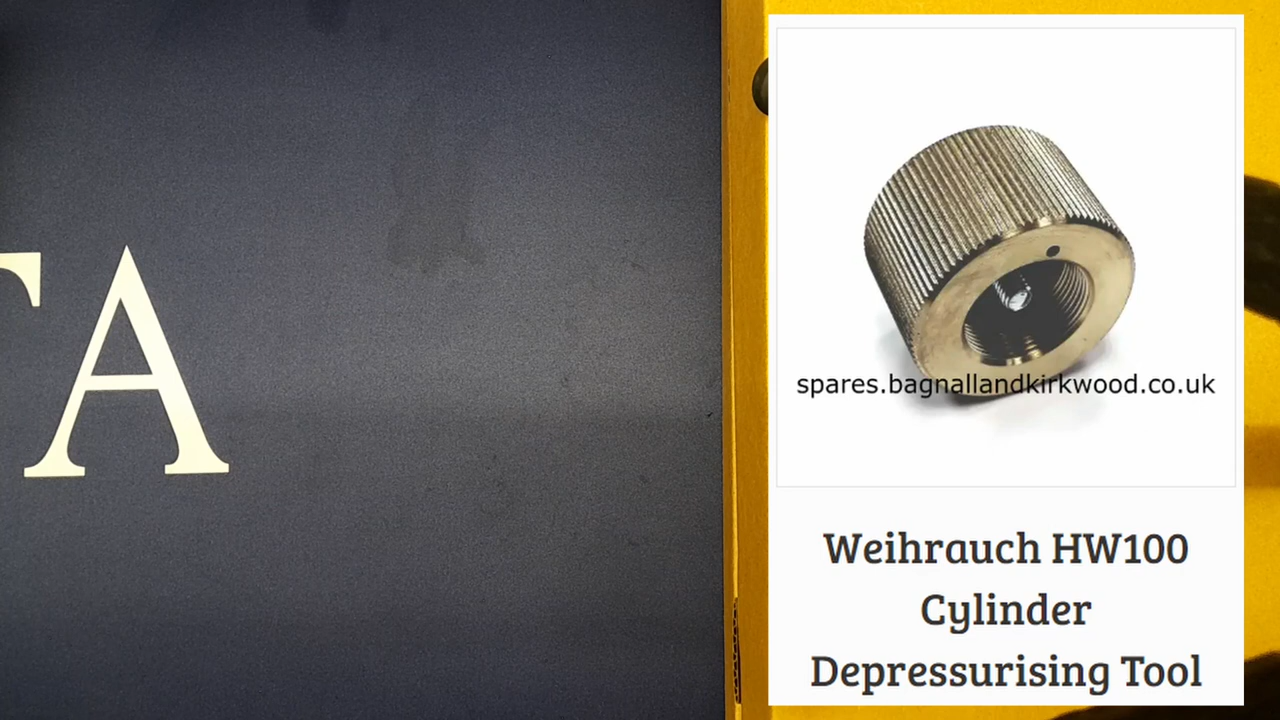 TA
spares.bagnallandkirkwood.co.uk
Weihrauch HW100
Cylinder
Depressurising Tool